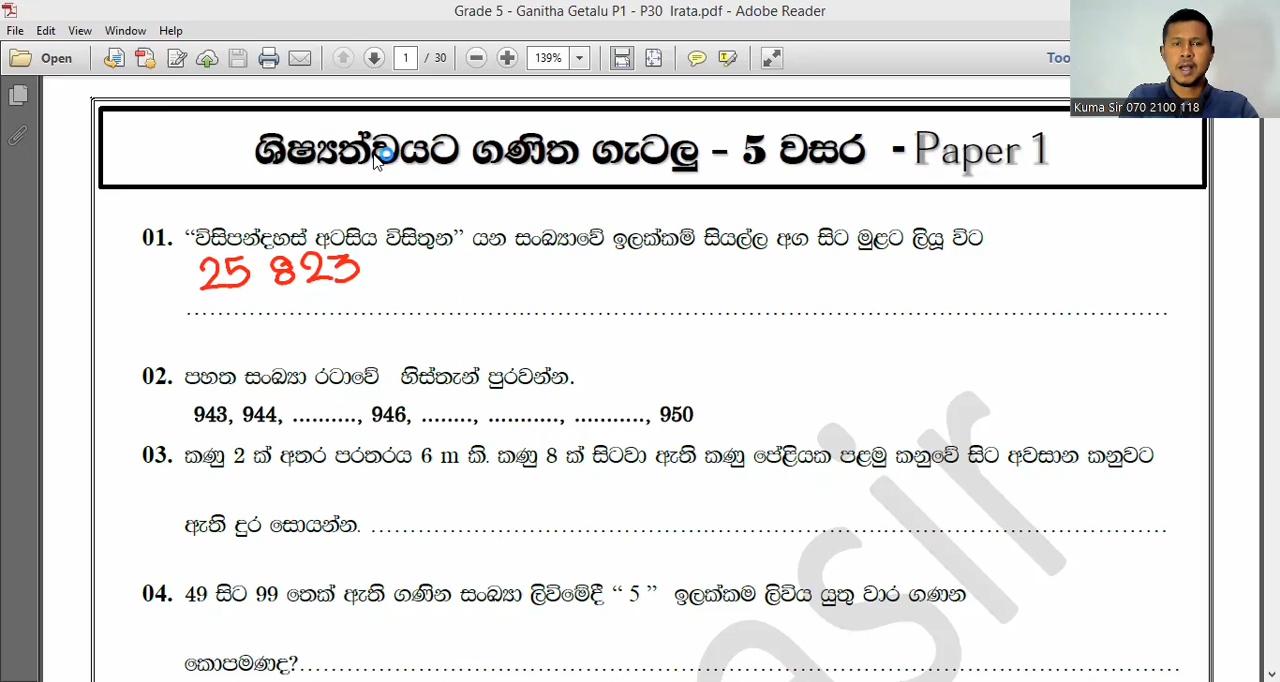 Grade 5 - Ganitha Getalu P1 - P30 Irata.pdf - Adobe Reader
File Edit View Window Help
Open 1 / 30 139% Too
Kuma Sir 070 2100 118
ශිෂ්‍යත්වයට ගණිත ගැටලු - 5 වසර - Paper 1
01. “විසිපන්දහස් අටසිය විසිතුන” යන සංඛ්‍යාවේ ඉලක්කම් සියල්ල අග සිට මුළට ලියූ විට
25 823
....................
02. පහත සංඛ්‍යා රටාවේ හිස්තැන් පුරවන්න.
943, 944, .........., 946, ........, ..........., ..........., 950
03. කණු 2 ක් අතර පරතරය 6 m කි. කණු 8 ක් සිටවා ඇති කණු පේළියක පළමු කනුවේ සිට අවසාන කනුවට
ඇති දුර සොයන්න. ....................
04. 49 සිට 99 තෙක් ඇති ගණින සංඛ්‍යා ලිවීමේදී “ 5 ” ඉලක්කම ලිවිය යුතු වාර ගණන
කොපමණද?....................
asir